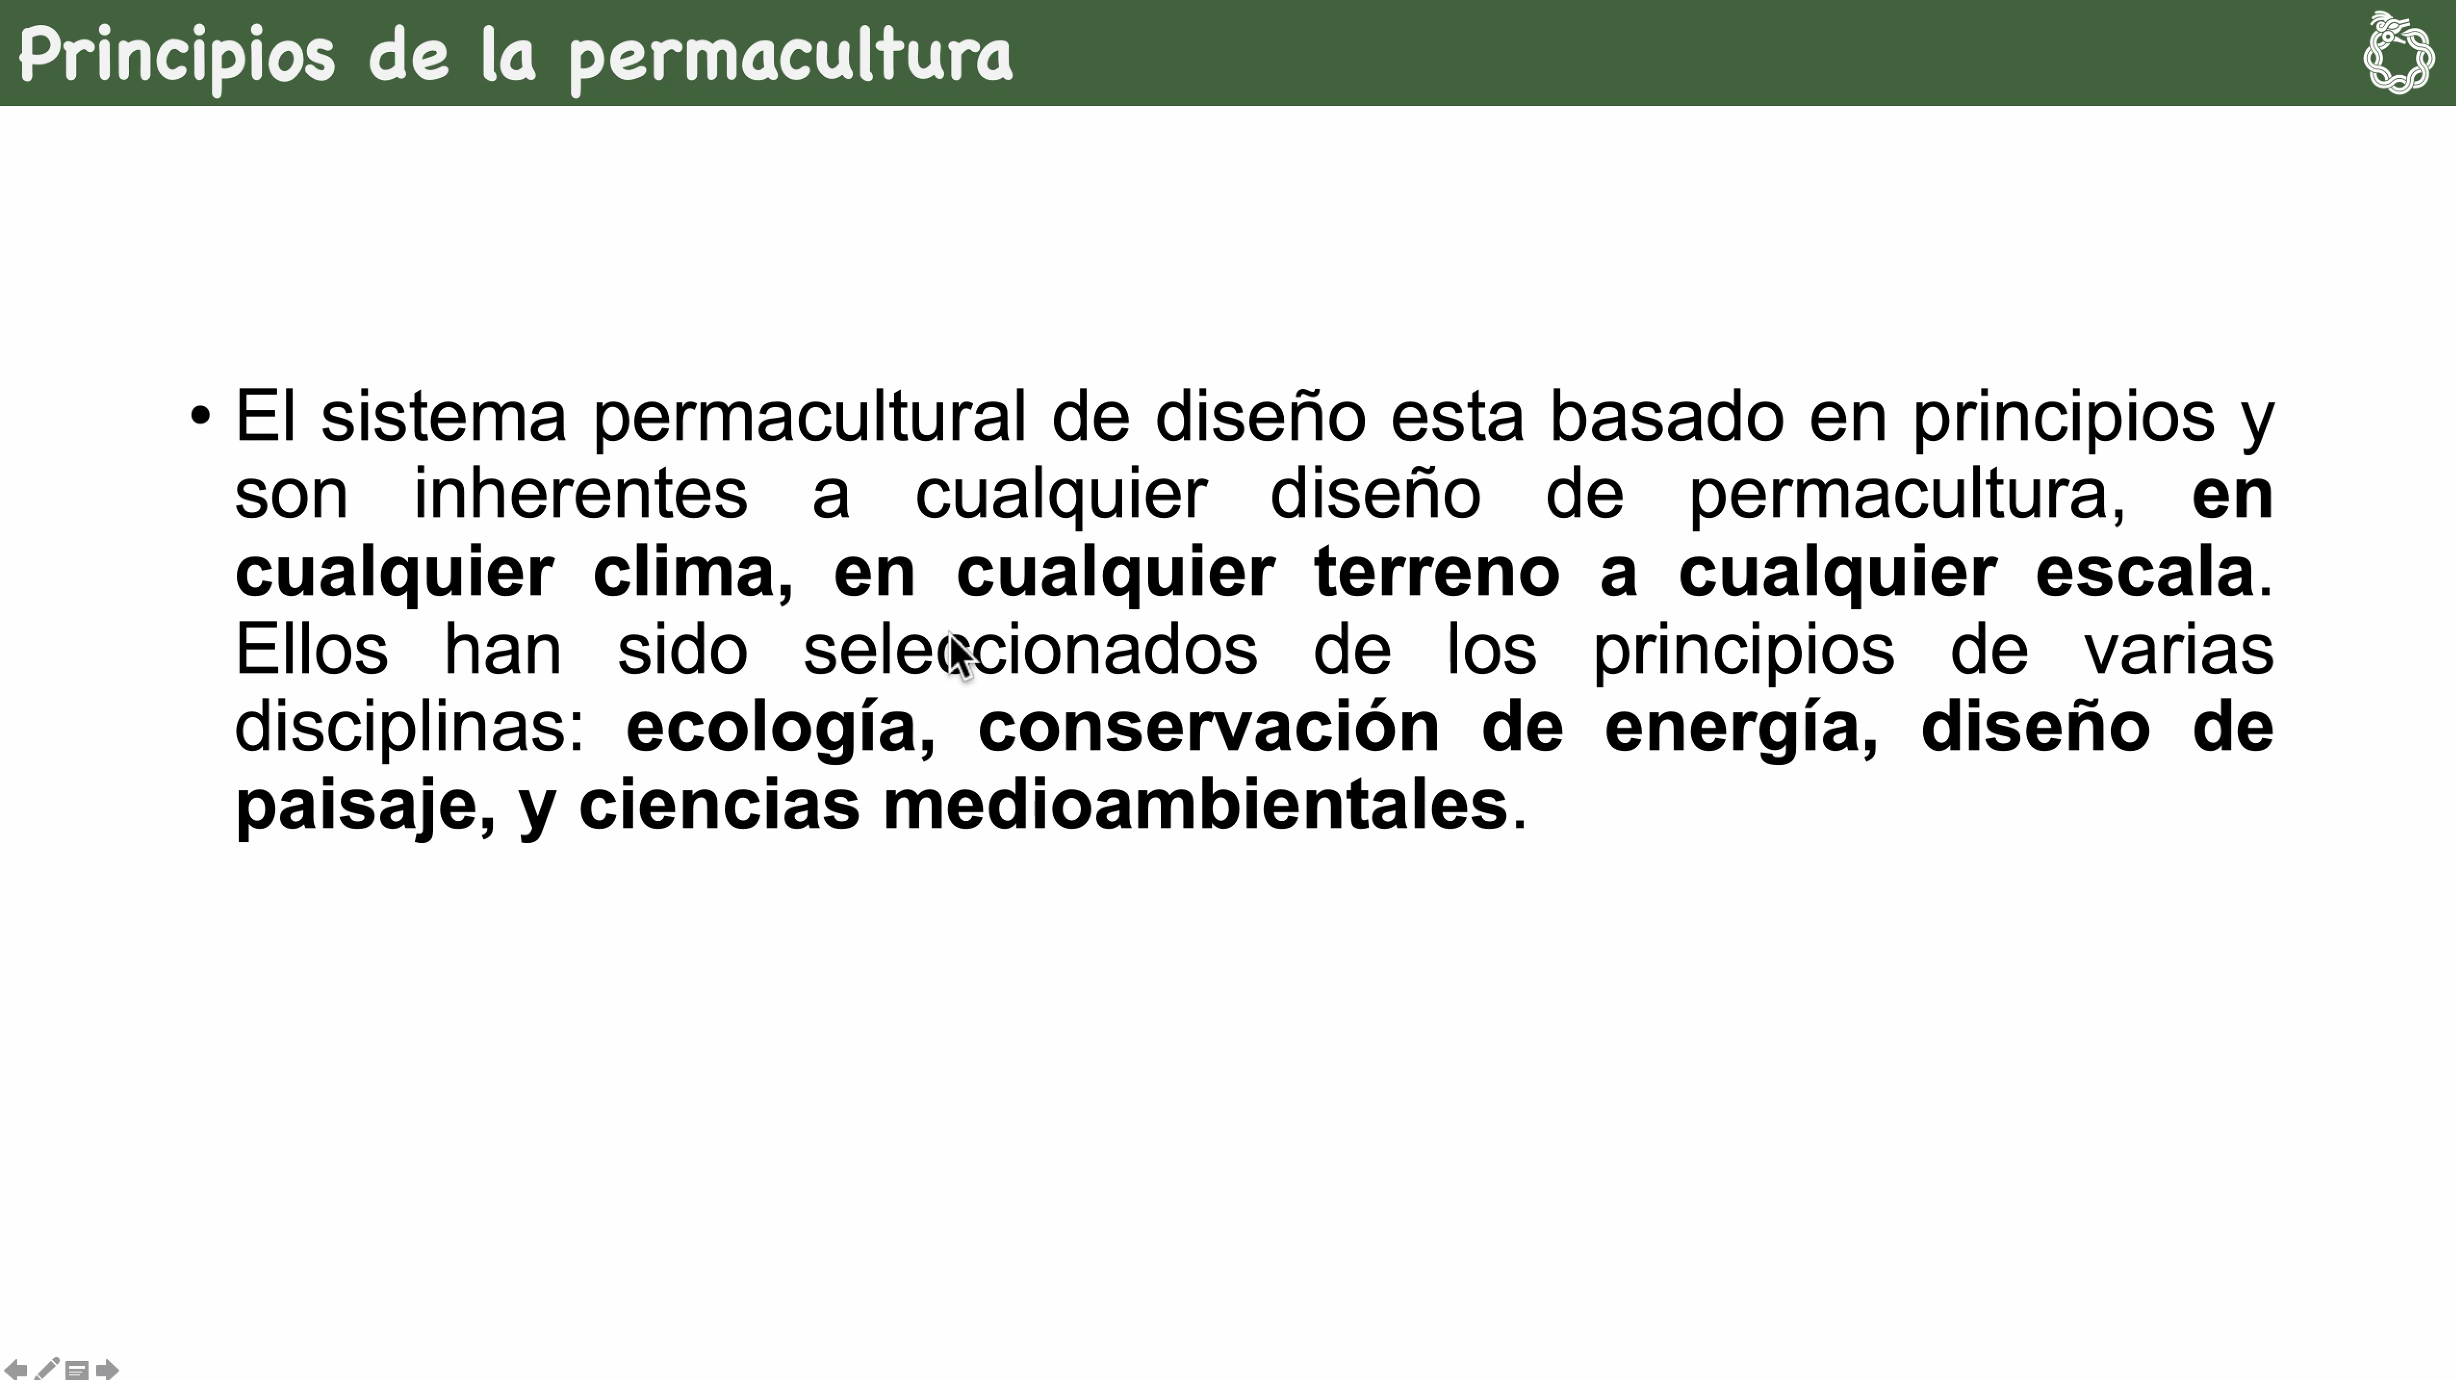 Principios de la permacultura
• El sistema permacultural de diseño esta basado en principios y
son inherentes a cualquier diseño de permacultura, en
cualquier clima, en cualquier terreno a cualquier escala.
Ellos han sido seleccionados de los principios de varias
disciplinas: ecología, conservación de energía, diseño de
paisaje, y ciencias medioambientales.